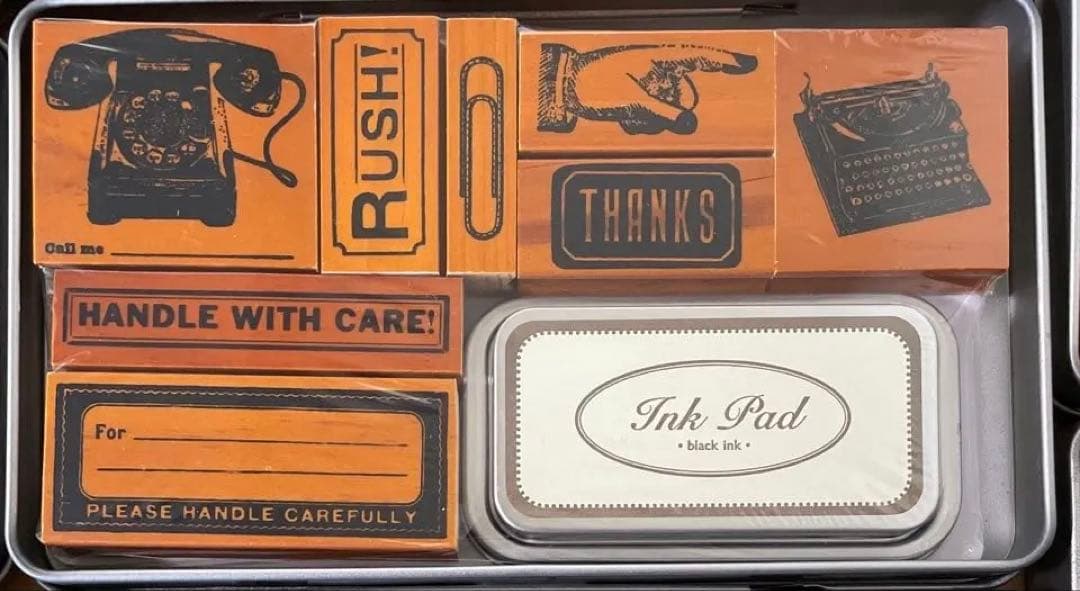 Call me
RUSH!
THANKS
HANDLE WITH CARE!
For
PLEASE HANDLE CAREFULLY
Ink Pad
• black ink •